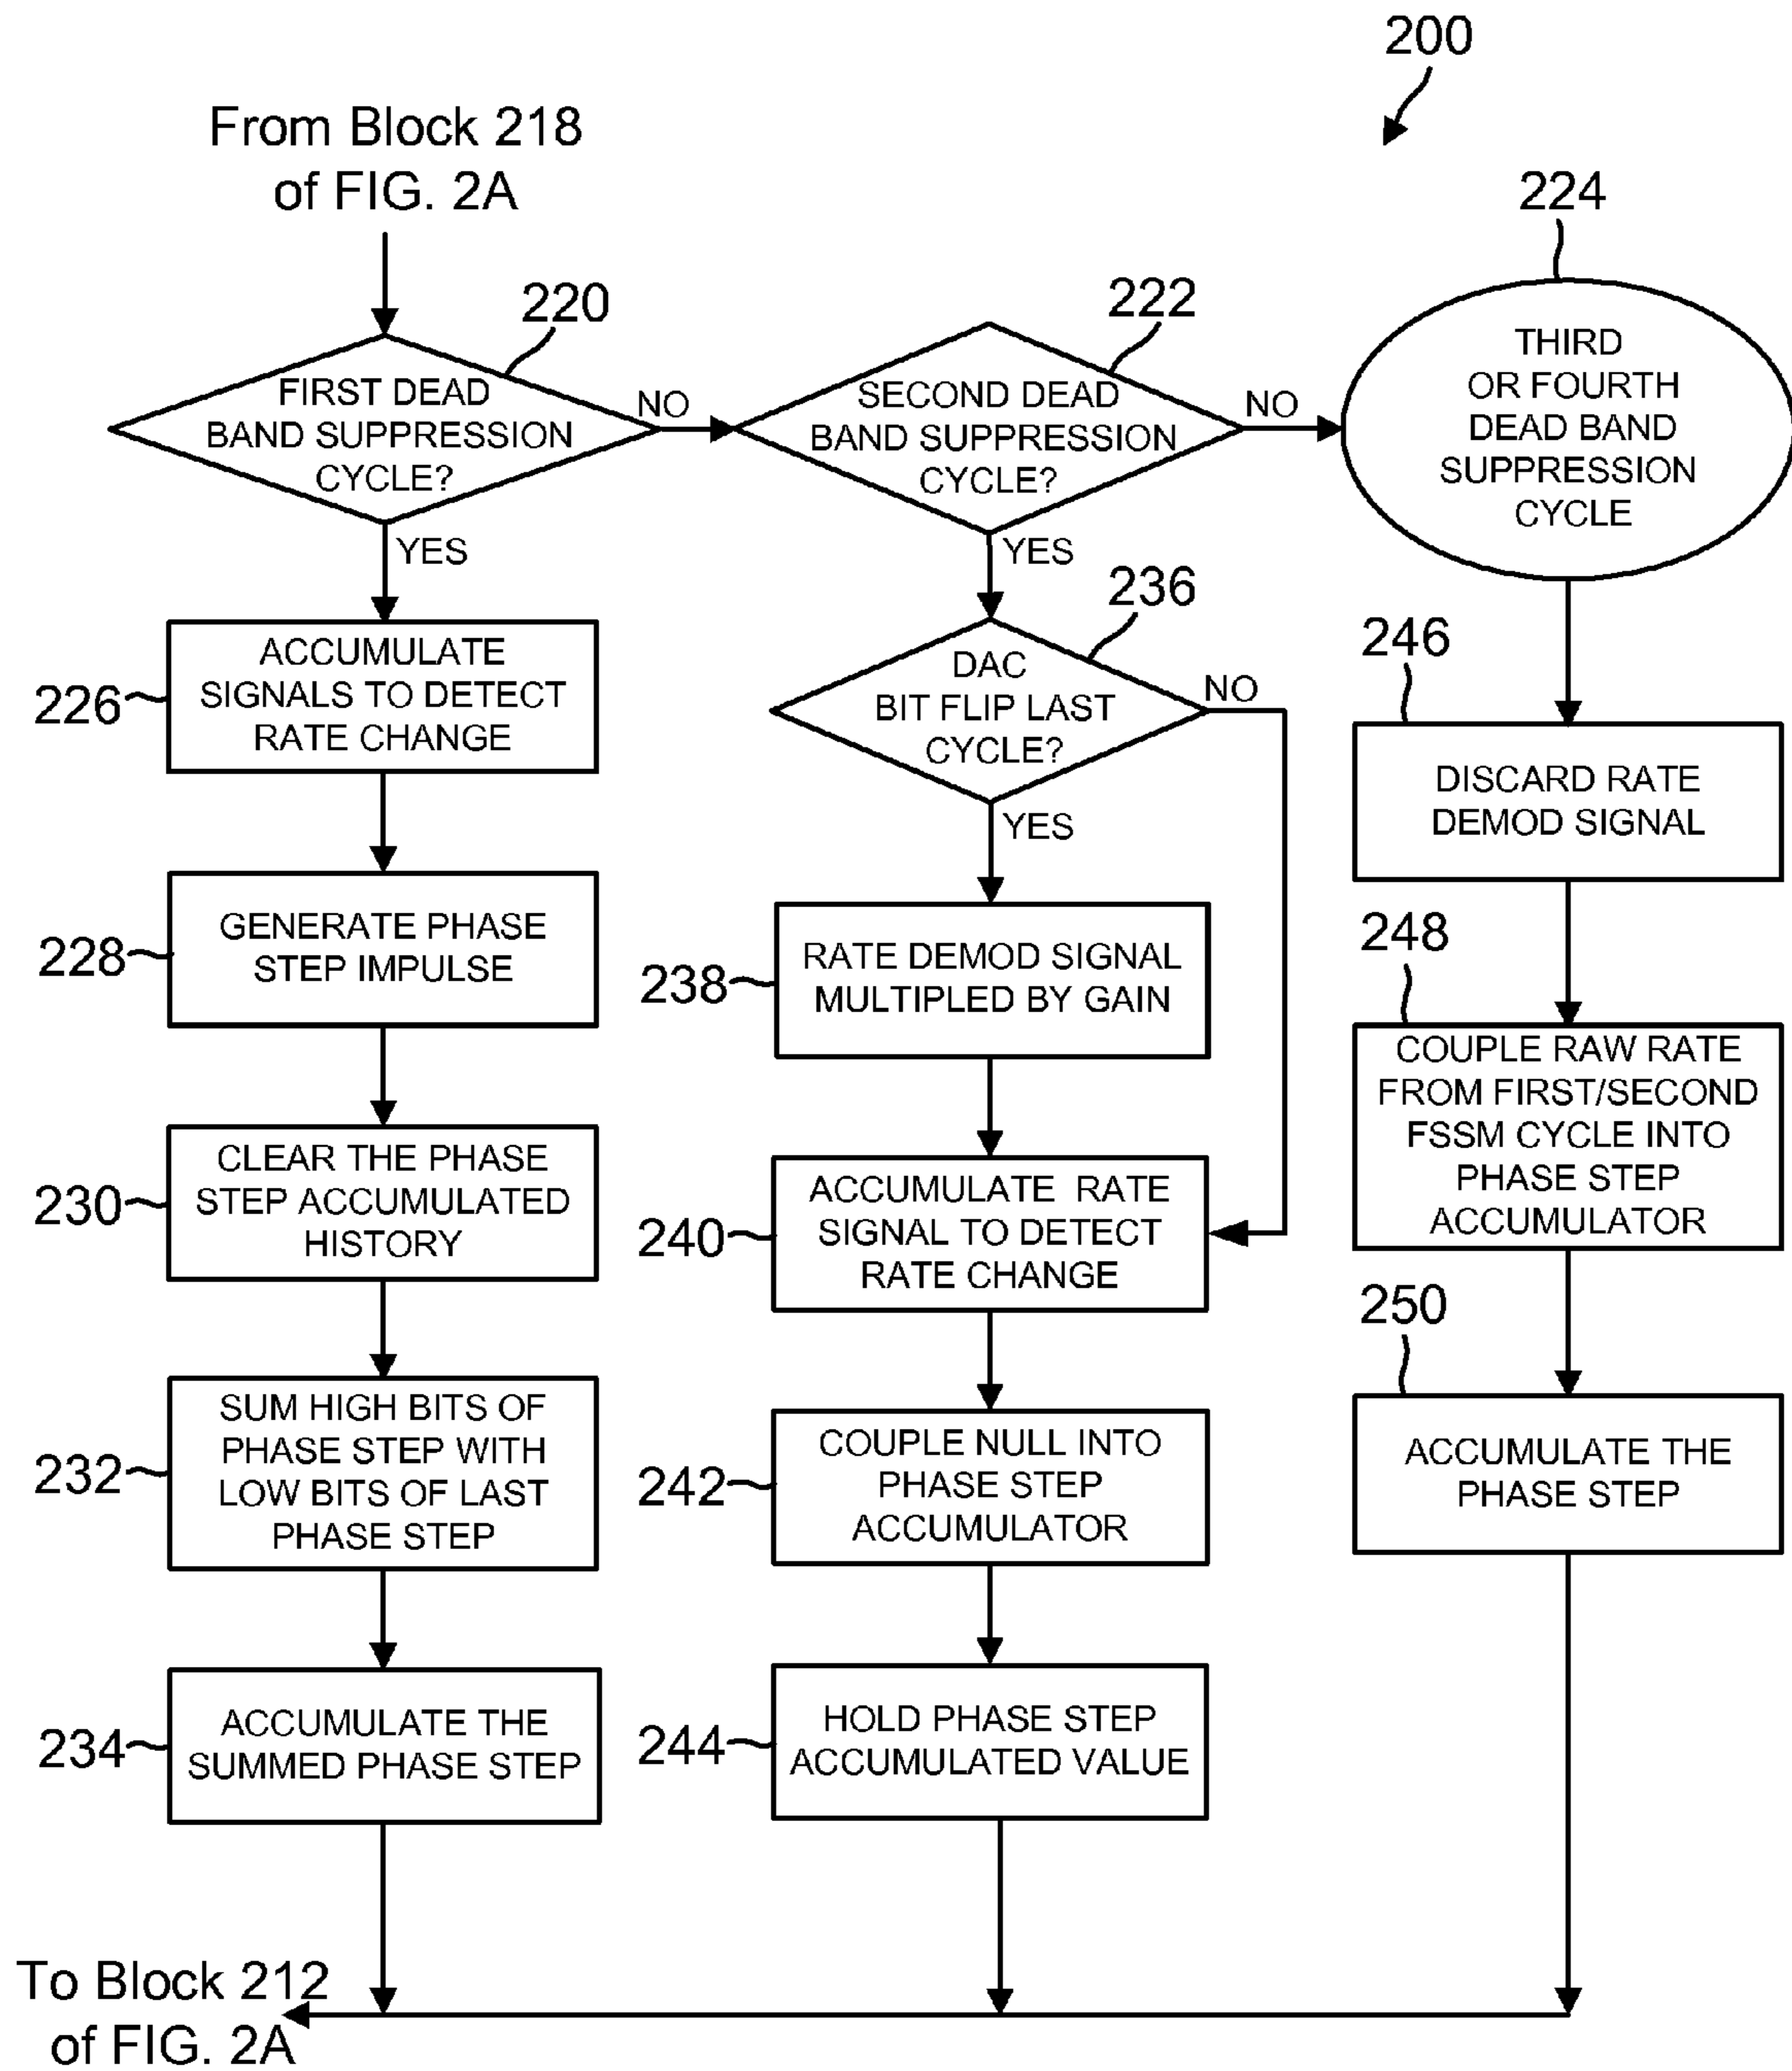 200
From Block 218
of FIG. 2A
220
FIRST DEAD
BAND SUPPRESSION
CYCLE?
NO
YES
222
SECOND DEAD
BAND SUPPRESSION
CYCLE?
NO
YES
224
THIRD
OR FOURTH
DEAD BAND
SUPPRESSION
CYCLE
226
ACCUMULATE
SIGNALS TO DETECT
RATE CHANGE
228
GENERATE PHASE
STEP IMPULSE
230
CLEAR THE PHASE
STEP ACCUMULATED
HISTORY
232
SUM HIGH BITS OF
PHASE STEP WITH
LOW BITS OF LAST
PHASE STEP
234
ACCUMULATE THE
SUMMED PHASE STEP
236
DAC
BIT FLIP LAST
CYCLE?
NO
YES
238
RATE DEMOD SIGNAL
MULTIPLED BY GAIN
240
ACCUMULATE RATE
SIGNAL TO DETECT
RATE CHANGE
242
COUPLE NULL INTO
PHASE STEP
ACCUMULATOR
244
HOLD PHASE STEP
ACCUMULATED VALUE
246
DISCARD RATE
DEMOD SIGNAL
248
COUPLE RAW RATE
FROM FIRST/SECOND
FSSM CYCLE INTO
PHASE STEP
ACCUMULATOR
250
ACCUMULATE THE
PHASE STEP
To Block 212
of FIG. 2A